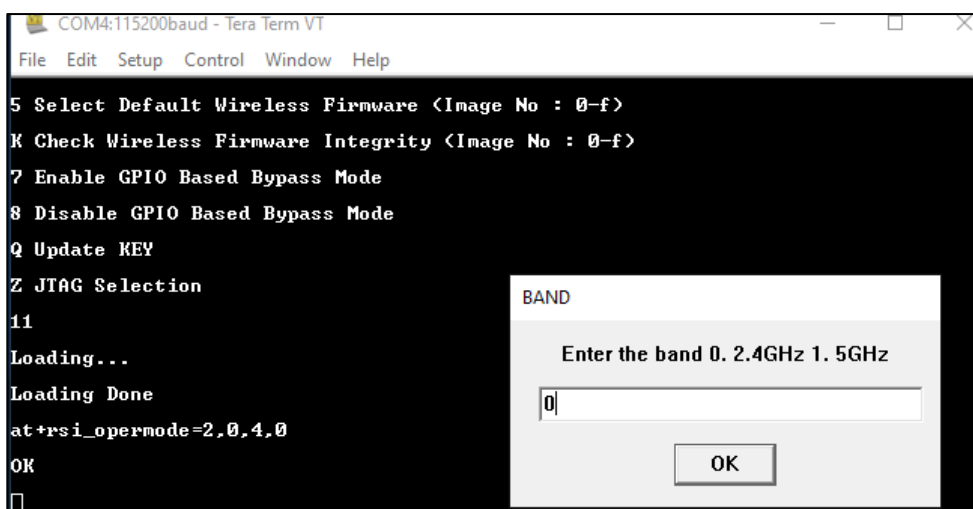 COM4:115200baud - Tera Term VT
File Edit Setup Control Window Help
5 Select Default Wireless Firmware (Image No : 0-f)
K Check Wireless Firmware Integrity (Image No : 0-f)
7 Enable GPIO Based Bypass Mode
8 Disable GPIO Based Bypass Mode
Q Update KEY
Z JTAG Selection
11
Loading...
Loading Done
at+rsi_opermode=2,0,4,0
OK
BAND
Enter the band 0. 2.4GHz 1. 5GHz
0
OK